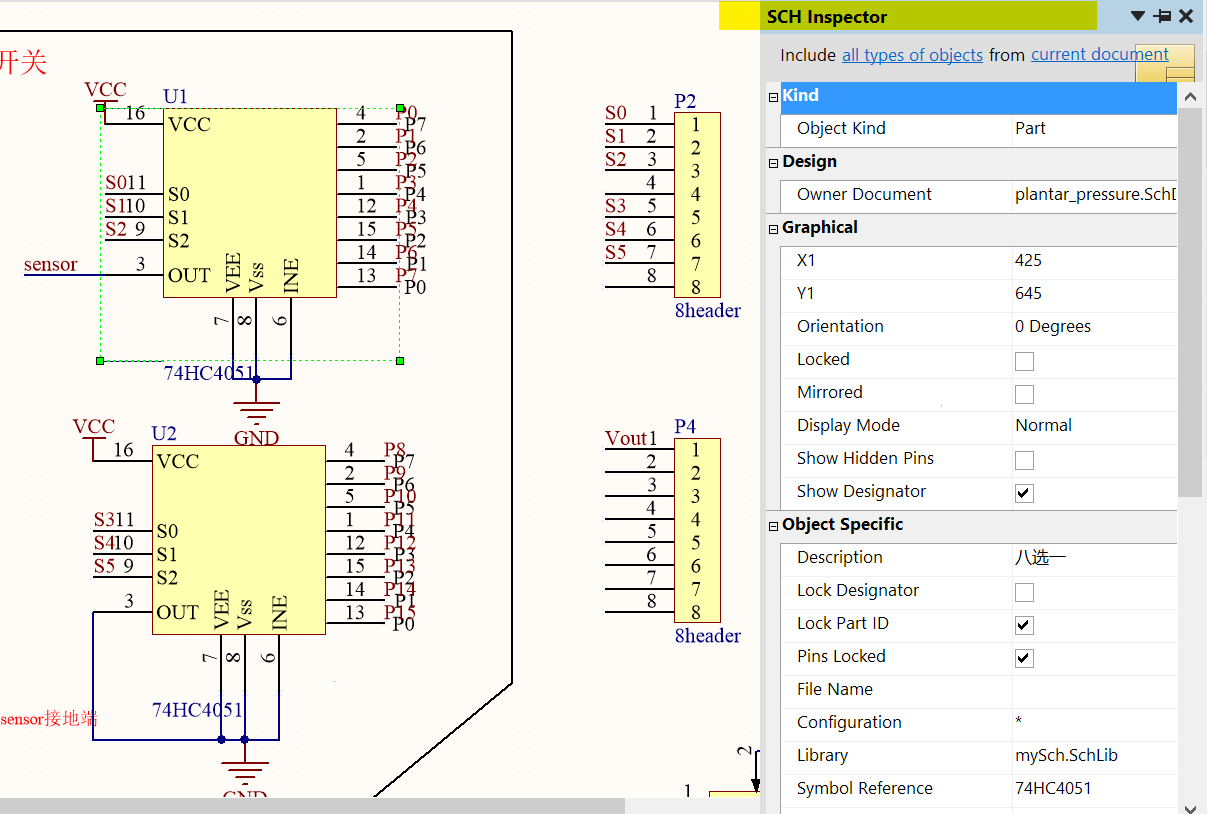 开关
VCC
U1
16
VCC
S0 11 S0
S1 10 S1
S2 9 S2
sensor 3 OUT
VEE Vss INE
7 8 6
4 P0 P7
2 P1 P6
5 P2 P5
1 P3 P4
12 P4 P3
15 P5 P2
14 P6 P1
13 P7 P0
74HC4051
GND
VCC
U2
16
VCC
S3 11 S0
S4 10 S1
S5 9 S2
3 OUT
VEE Vss INE
7 8 6
4 P8 P7
2 P9 P6
5 P10 P5
1 P11 P4
12 P12 P3
15 P13 P2
14 P14 P1
13 P15 P0
sensor接地端
74HC4051
GND
P2
S0 1 1
S1 2 2
S2 3 3
4 4
S3 5 5
S4 6 6
S5 7 7
8 8
8header
P4
Vout 1 1
2 2
3 3
4 4
5 5
6 6
7 7
8 8
8header
2
1
SCH Inspector
Include all types of objects from current document
Kind
Object Kind Part
Design
Owner Document plantar_pressure.SchD
Graphical
X1 425
Y1 645
Orientation 0 Degrees
Locked
Mirrored
Display Mode Normal
Show Hidden Pins
Show Designator
Object Specific
Description 八选一
Lock Designator
Lock Part ID
Pins Locked
File Name
Configuration *
Library mySch.SchLib
Symbol Reference 74HC4051